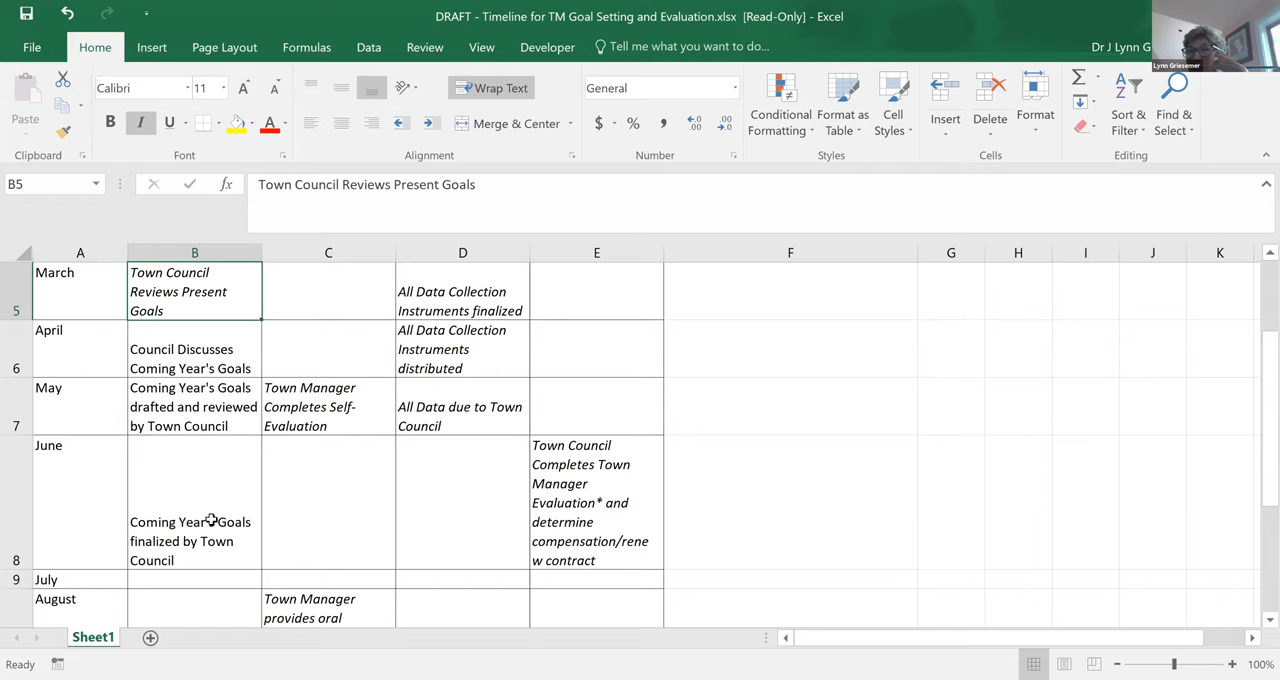 DRAFT - Timeline for TM Goal Setting and Evaluation.xlsx [Read-Only] - Excel
File Home Insert Page Layout Formulas Data Review View Developer Tell me what you want to do...
Lynn Griesemer
Dr J Lynn G
Paste
Calibri 11
B I U
Clipboard
Font
Wrap Text
Merge & Center
Alignment
General
$ % ,
Number
Conditional Formatting
Format as Table
Cell Styles
Styles
Insert
Delete
Format
Cells
Sort & Filter
Find & Select
Editing
B5 fx Town Council Reviews Present Goals
A B C D E F G H I J K
5 March
Town Council
Reviews Present
Goals
All Data Collection
Instruments finalized
6 April
Council Discusses
Coming Year's Goals
All Data Collection
Instruments
distributed
7 May
Coming Year's Goals
drafted and reviewed
by Town Council
Town Manager
Completes Self-
Evaluation
All Data due to Town
Council
8 June
Coming Year Goals
finalized by Town
Council
Town Council
Completes Town
Manager
Evaluation* and
determine
compensation/rene
w contract
9 July
August
Town Manager
provides oral
Sheet1
Ready
100%